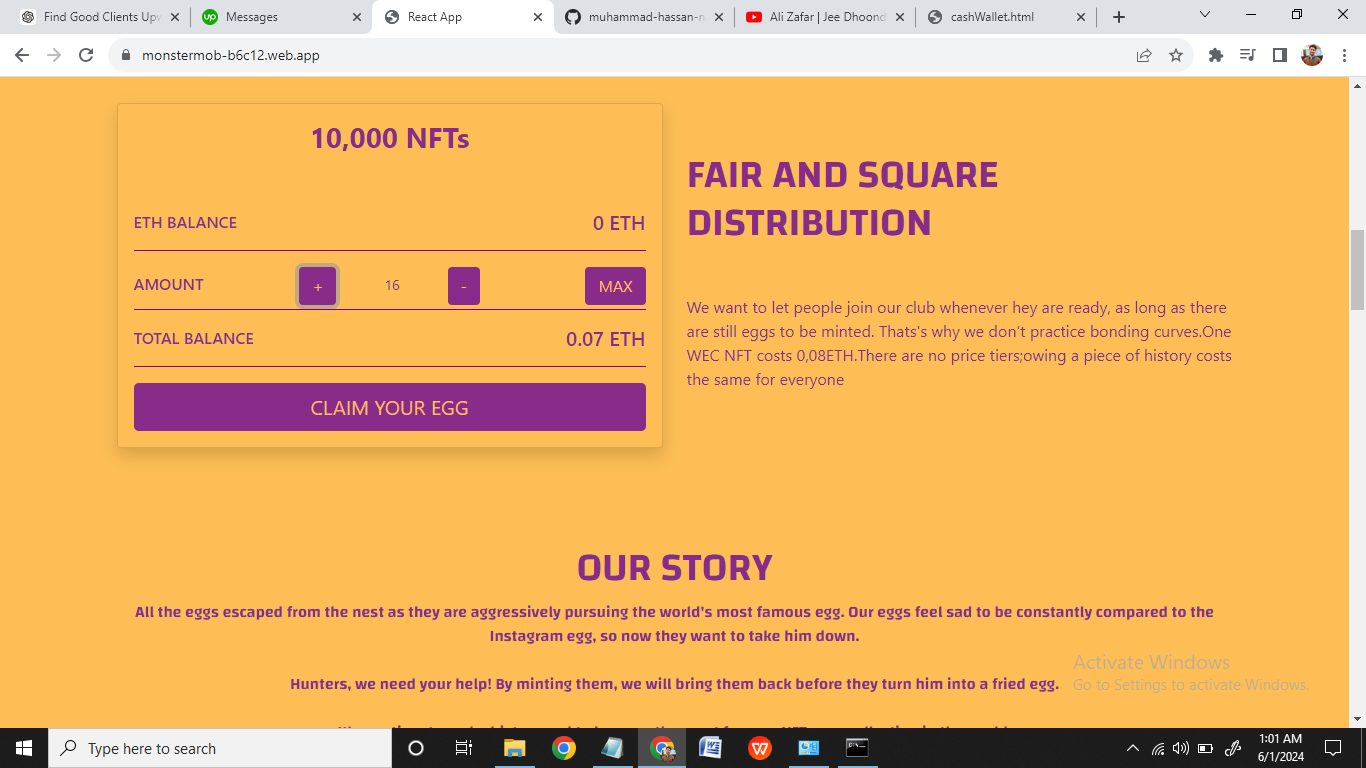 Find Good Clients Upw
Messages
React App
muhammad-hassan-n
Ali Zafar | Jee Dhoond
cashWallet.html
monstermob-b6c12.web.app
10,000 NFTs
ETH BALANCE
0 ETH
AMOUNT
+
16
-
MAX
TOTAL BALANCE
0.07 ETH
CLAIM YOUR EGG
FAIR AND SQUARE
DISTRIBUTION
We want to let people join our club whenever hey are ready, as long as there
are still eggs to be minted. Thats's why we don't practice bonding curves.One
WEC NFT costs 0,08ETH.There are no price tiers;owing a piece of history costs
the same for everyone
OUR STORY
All the eggs escaped from the nest as they are aggressively pursuing the world's most famous egg. Our eggs feel sad to be constantly compared to the
Instagram egg, so now they want to take him down.
Hunters, we need your help! By minting them, we will bring them back before they turn him into a fried egg.
Activate Windows
Go to Settings to activate Windows.
Type here to search
1:01 AM
6/1/2024